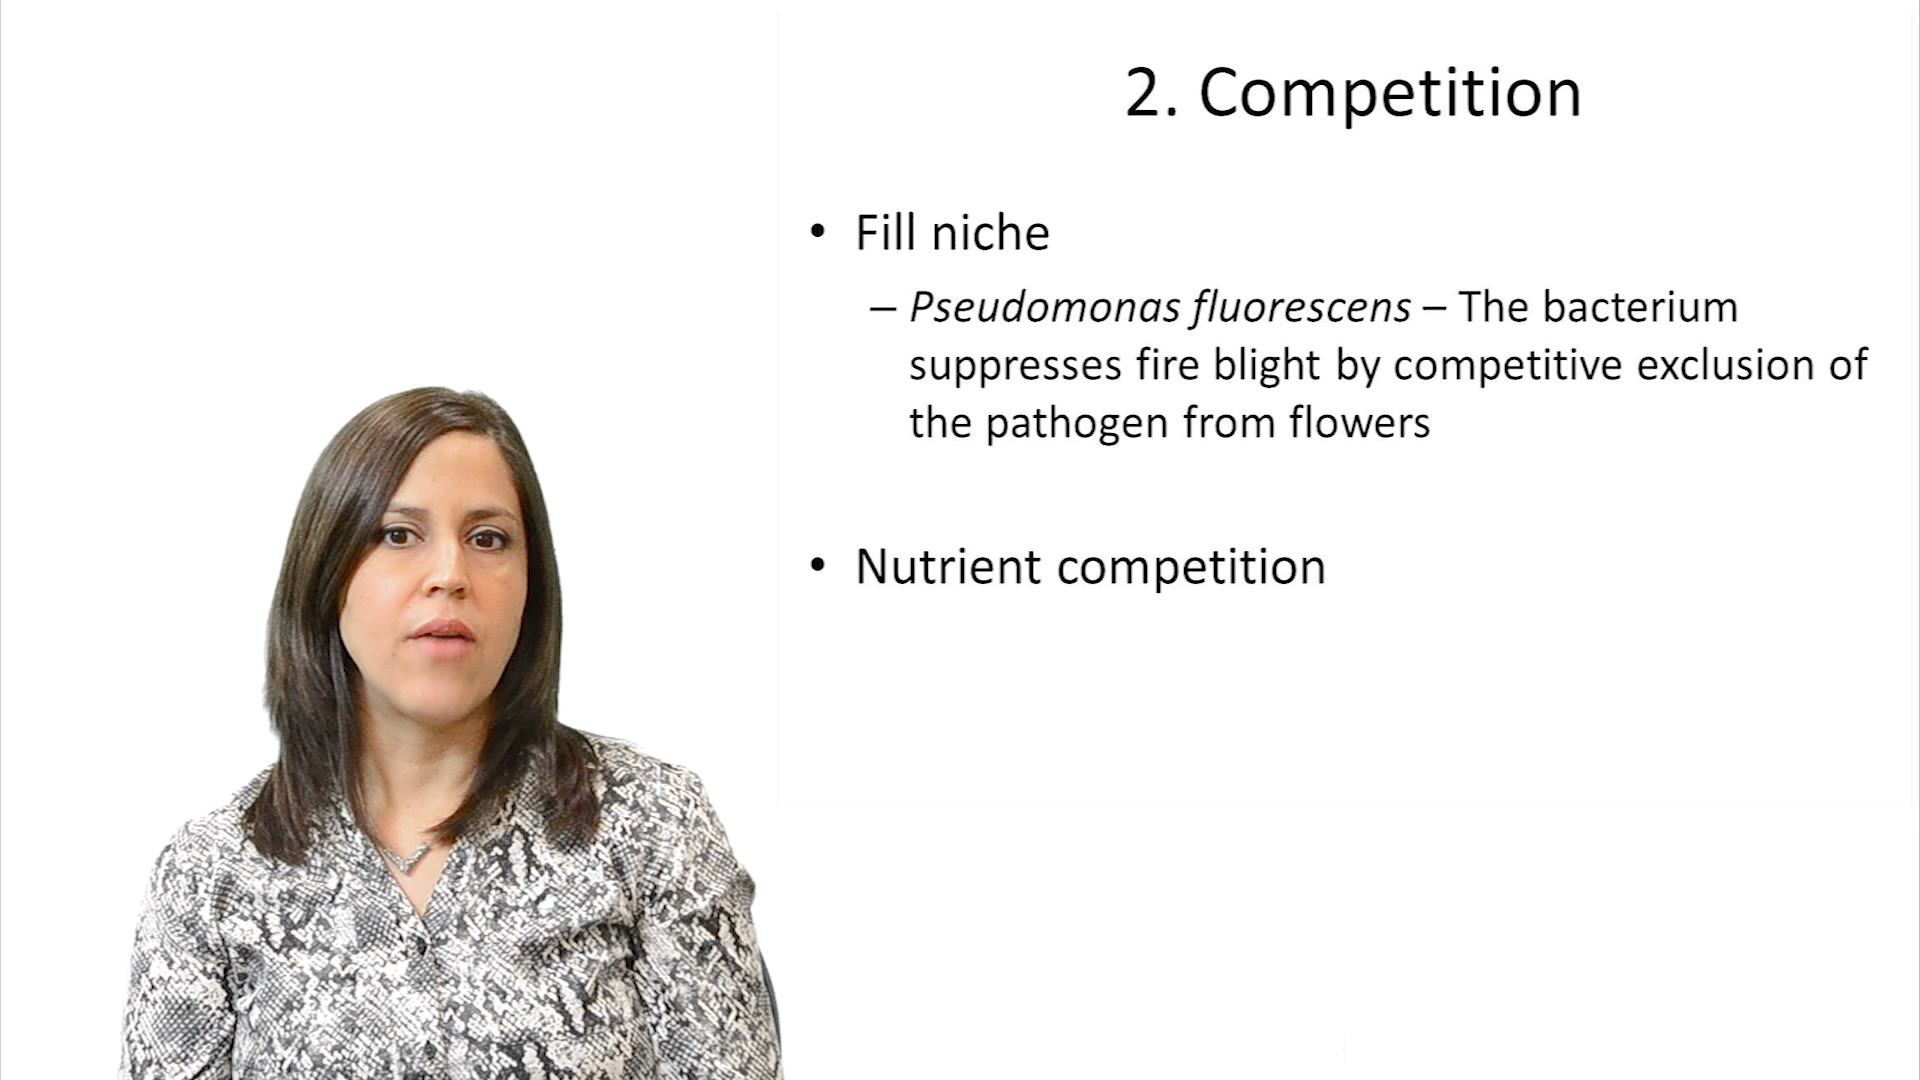 2. Competition
• Fill niche
– Pseudomonas fluorescens – The bacterium
suppresses fire blight by competitive exclusion of
the pathogen from flowers
• Nutrient competition